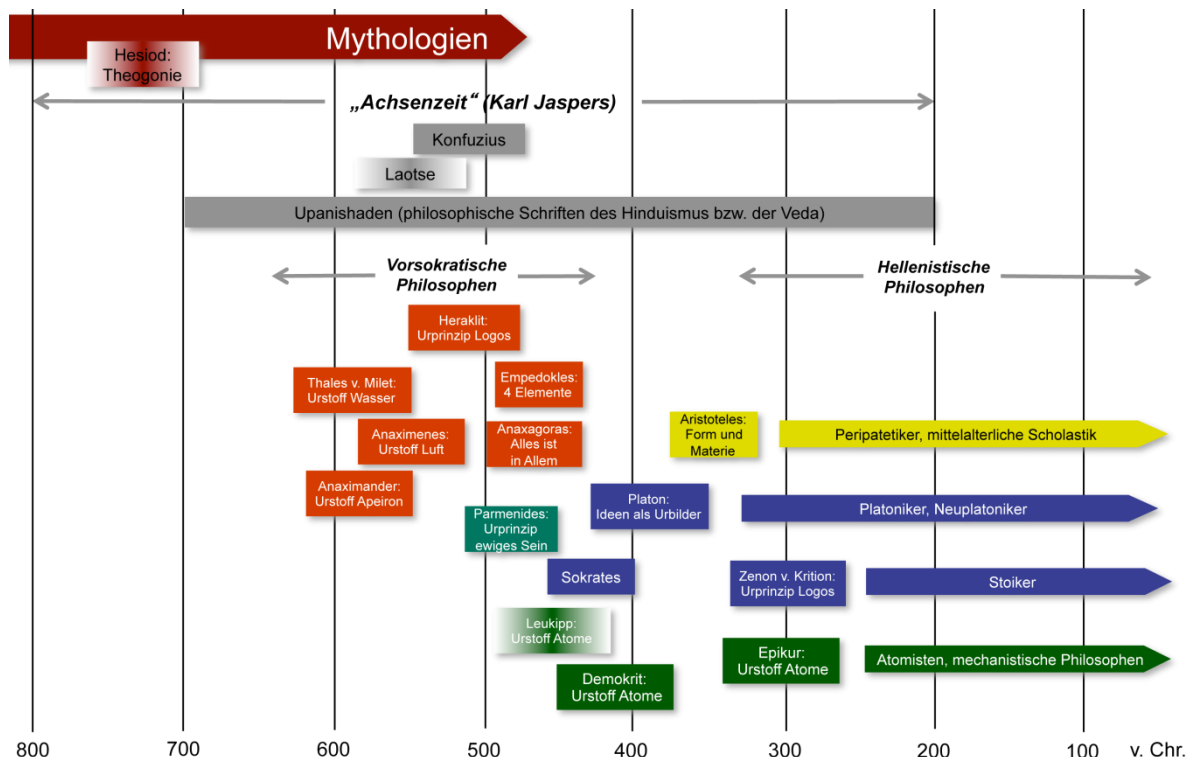 Mythologien
Hesiod:
Theogonie
„Achsenzeit“ (Karl Jaspers)
Konfuzius
Laotse
Upanishaden (philosophische Schriften des Hinduismus bzw. der Veda)
Vorsokratische
Philosophen
Hellenistische
Philosophen
Heraklit:
Urprinzip Logos
Thales v. Milet:
Urstoff Wasser
Empedokles:
4 Elemente
Anaximenes:
Urstoff Luft
Anaxagoras:
Alles ist
in Allem
Aristoteles:
Form und
Materie
Peripatetiker, mittelalterliche Scholastik
Anaximander:
Urstoff Apeiron
Parmenides:
Urprinzip
ewiges Sein
Platon:
Ideen als Urbilder
Platoniker, Neuplatoniker
Sokrates
Zenon v. Krition:
Urprinzip Logos
Stoiker
Leukipp:
Urstoff Atome
Demokrit:
Urstoff Atome
Epikur:
Urstoff Atome
Atomisten, mechanistische Philosophen
800 700 600 500 400 300 200 100 v. Chr.